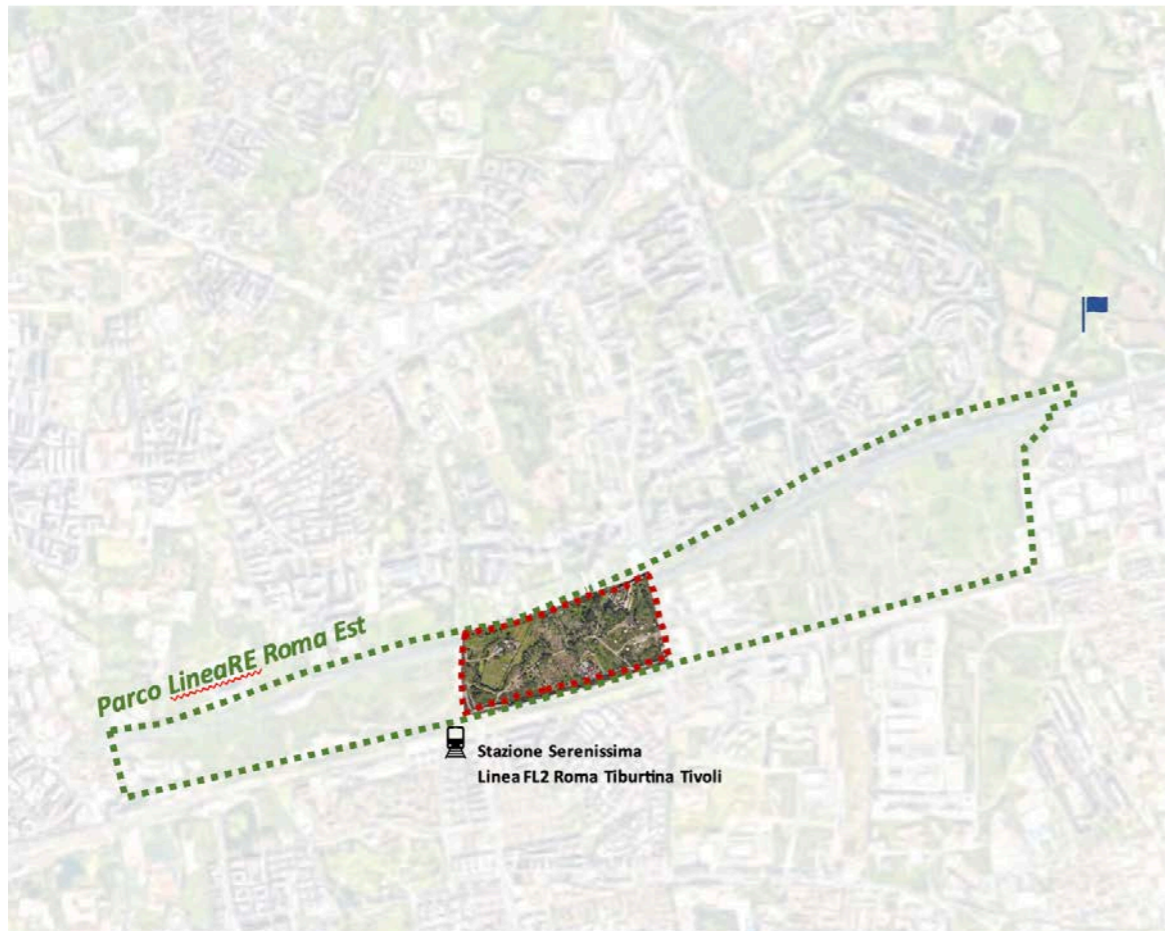 Parco LineaRE Roma Est
Stazione Serenissima
Linea FL2 Roma Tiburtina Tivoli